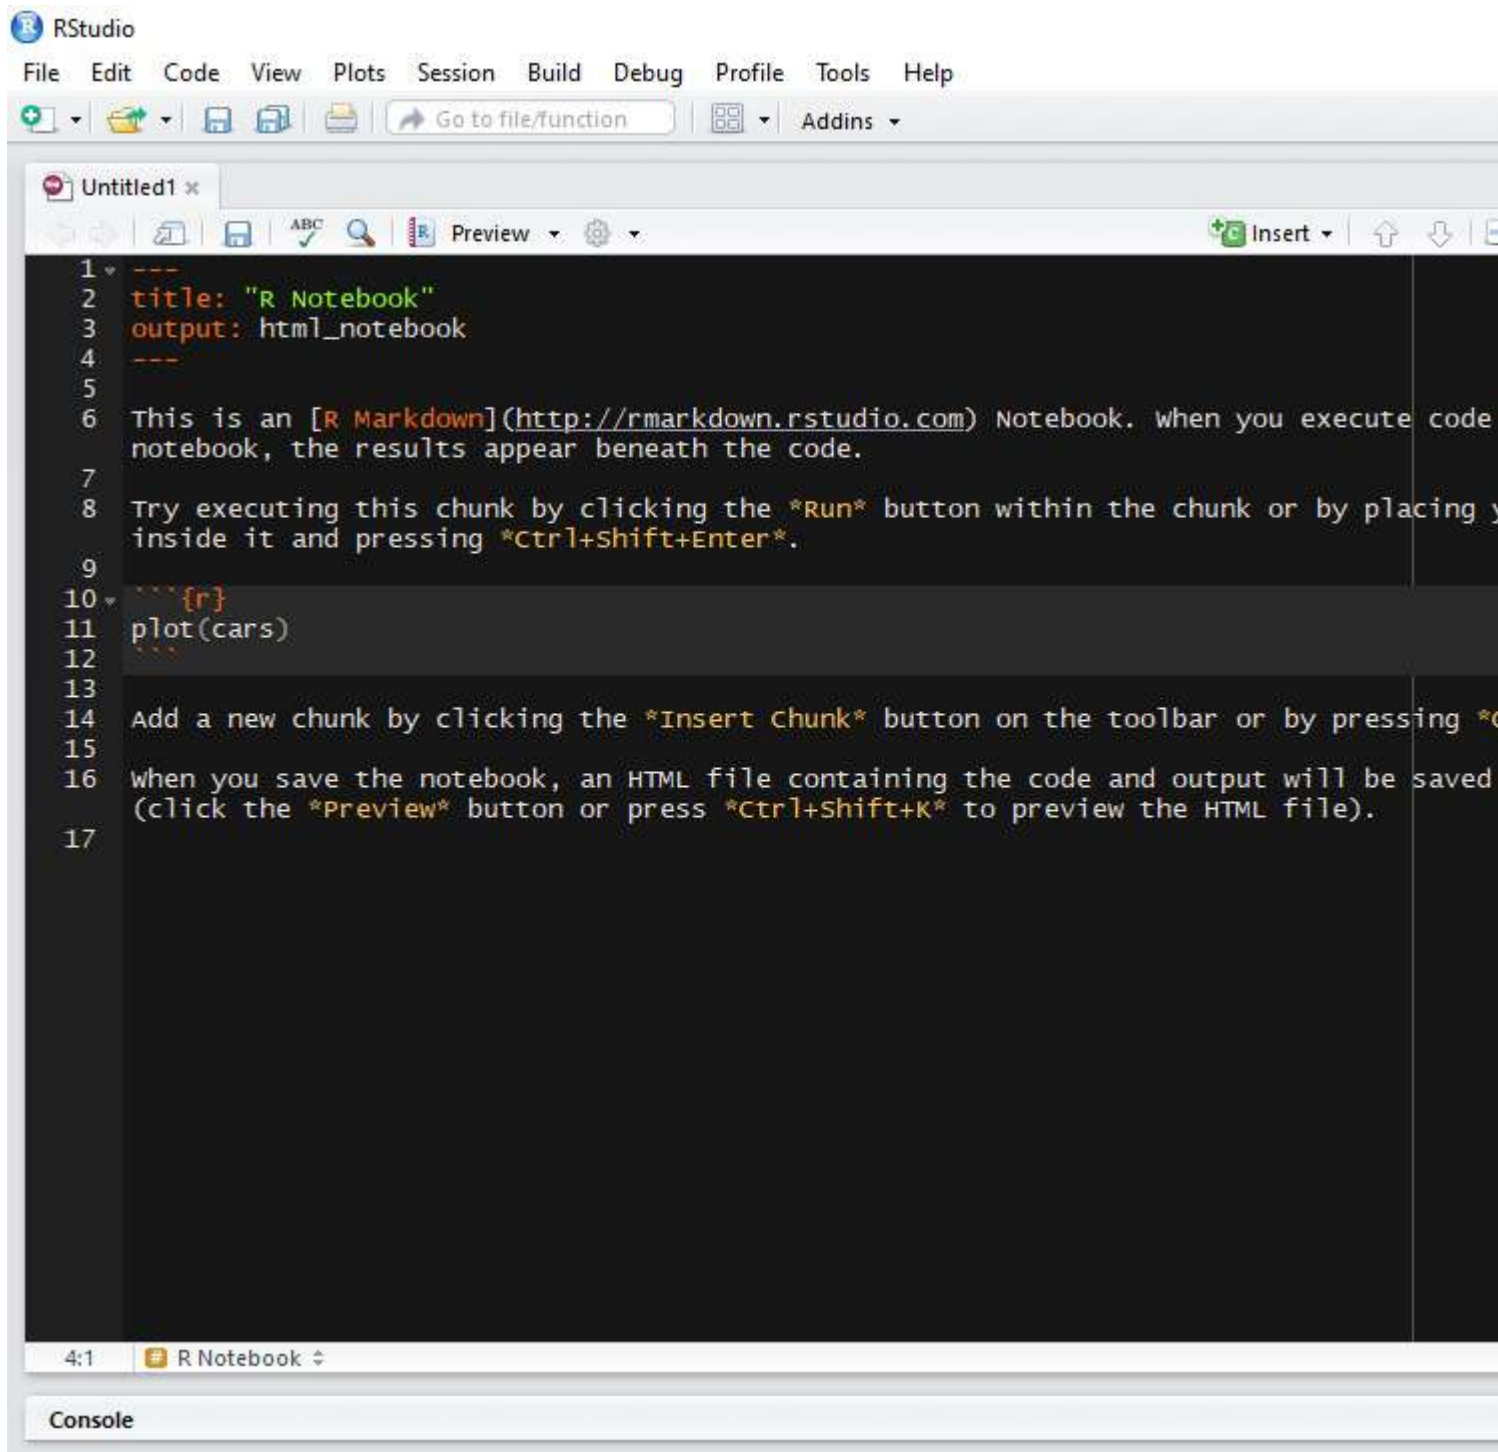 RStudio
File Edit Code View Plots Session Build Debug Profile Tools Help
Go to file/function Addins
Untitled1
ABC R Preview Insert
1 ---
2 title: "R Notebook"
3 output: html_notebook
4 ---
5
6 This is an [R Markdown](http://rmarkdown.rstudio.com) Notebook. When you execute code
notebook, the results appear beneath the code.
7
8 Try executing this chunk by clicking the *Run* button within the chunk or by placing
inside it and pressing *Ctrl+Shift+Enter*.
9
10 ```{r}
11 plot(cars)
12 ```
13
14 Add a new chunk by clicking the *Insert Chunk* button on the toolbar or by pressing
15
16 When you save the notebook, an HTML file containing the code and output will be saved
(click the *Preview* button or press *Ctrl+Shift+K* to preview the HTML file).
17
4:1 # R Notebook
Console